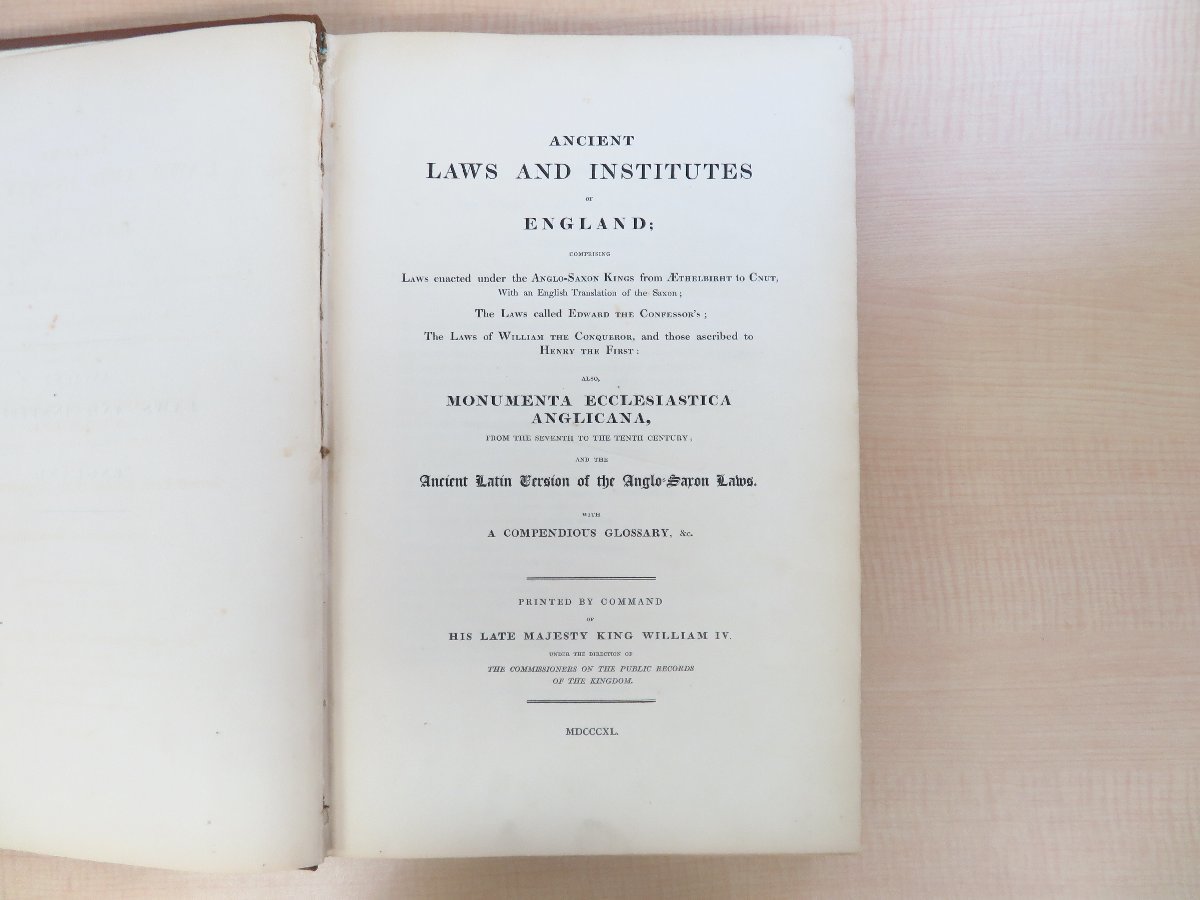 ANCIENT
LAWS AND INSTITUTES
OF
ENGLAND;
COMPRISING
LAWS enacted under the ANGLO-SAXON KINGS from ÆTHELBIRHT to CNUT,
With an English Translation of the Saxon;
The LAWS called EDWARD THE CONFESSOR'S;
The LAWS of WILLIAM THE CONQUEROR, and those ascribed to
HENRY THE FIRST:
ALSO,
MONUMENTA ECCLESIASTICA
ANGLICANA,
FROM THE SEVENTH TO THE TENTH CENTURY;
AND THE
Ancient Latin Version of the Anglo-Saxon Laws.
WITH
A COMPENDIOUS GLOSSARY, &c.
PRINTED BY COMMAND
OF
HIS LATE MAJESTY KING WILLIAM IV.
UNDER THE DIRECTION OF
THE COMMISSIONERS ON THE PUBLIC RECORDS
OF THE KINGDOM.
MDCCCXL.